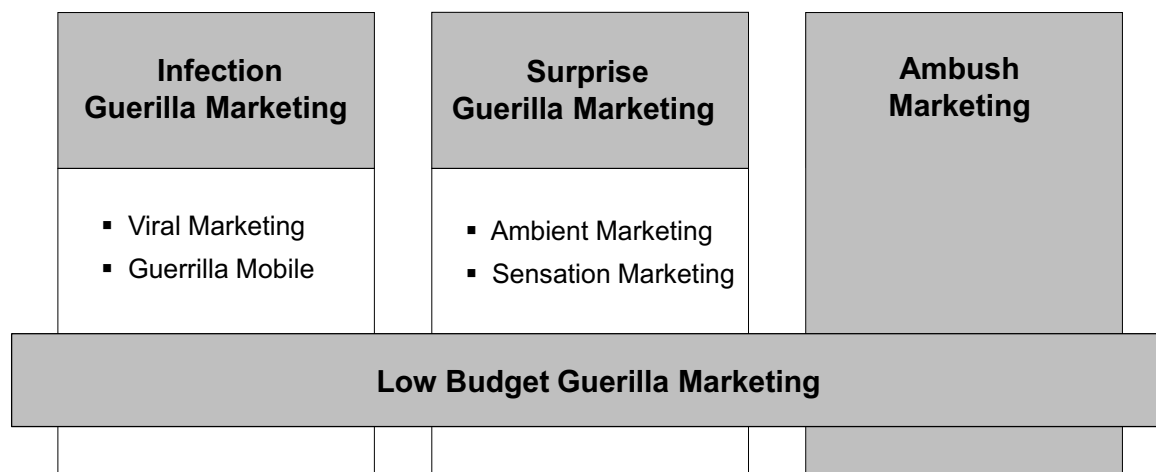 Infection
Guerilla Marketing
▪ Viral Marketing
▪ Guerrilla Mobile
Surprise
Guerilla Marketing
▪ Ambient Marketing
▪ Sensation Marketing
Ambush
Marketing
Low Budget Guerilla Marketing